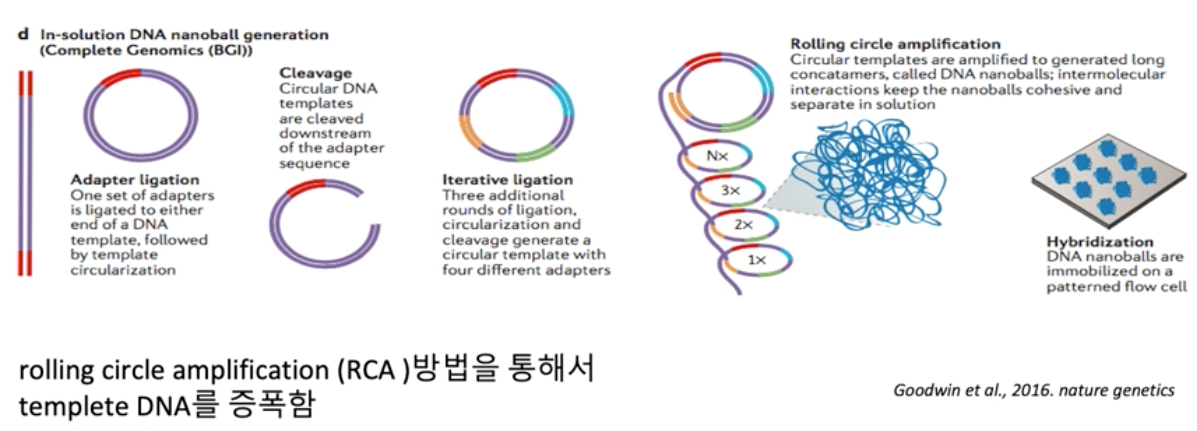 d In-solution DNA nanoball generation
(Complete Genomics (BGI))
Adapter ligation
One set of adapters
is ligated to either
end of a DNA
template, followed
by template
circularization
Cleavage
Circular DNA
templates
are cleaved
downstream
of the adapter
sequence
Iterative ligation
Three additional
rounds of ligation,
circularization and
cleavage generate a
circular template with
four different adapters
Rolling circle amplification
Circular templates are amplified to generated long
concatamers, called DNA nanoballs; intermolecular
interactions keep the nanoballs cohesive and
separate in solution
Nx
3x
2x
1x
Hybridization
DNA nanoballs are
immobilized on a
patterned flow cell
rolling circle amplification (RCA )방법을 통해서
templete DNA를 증폭함
Goodwin et al., 2016. nature genetics